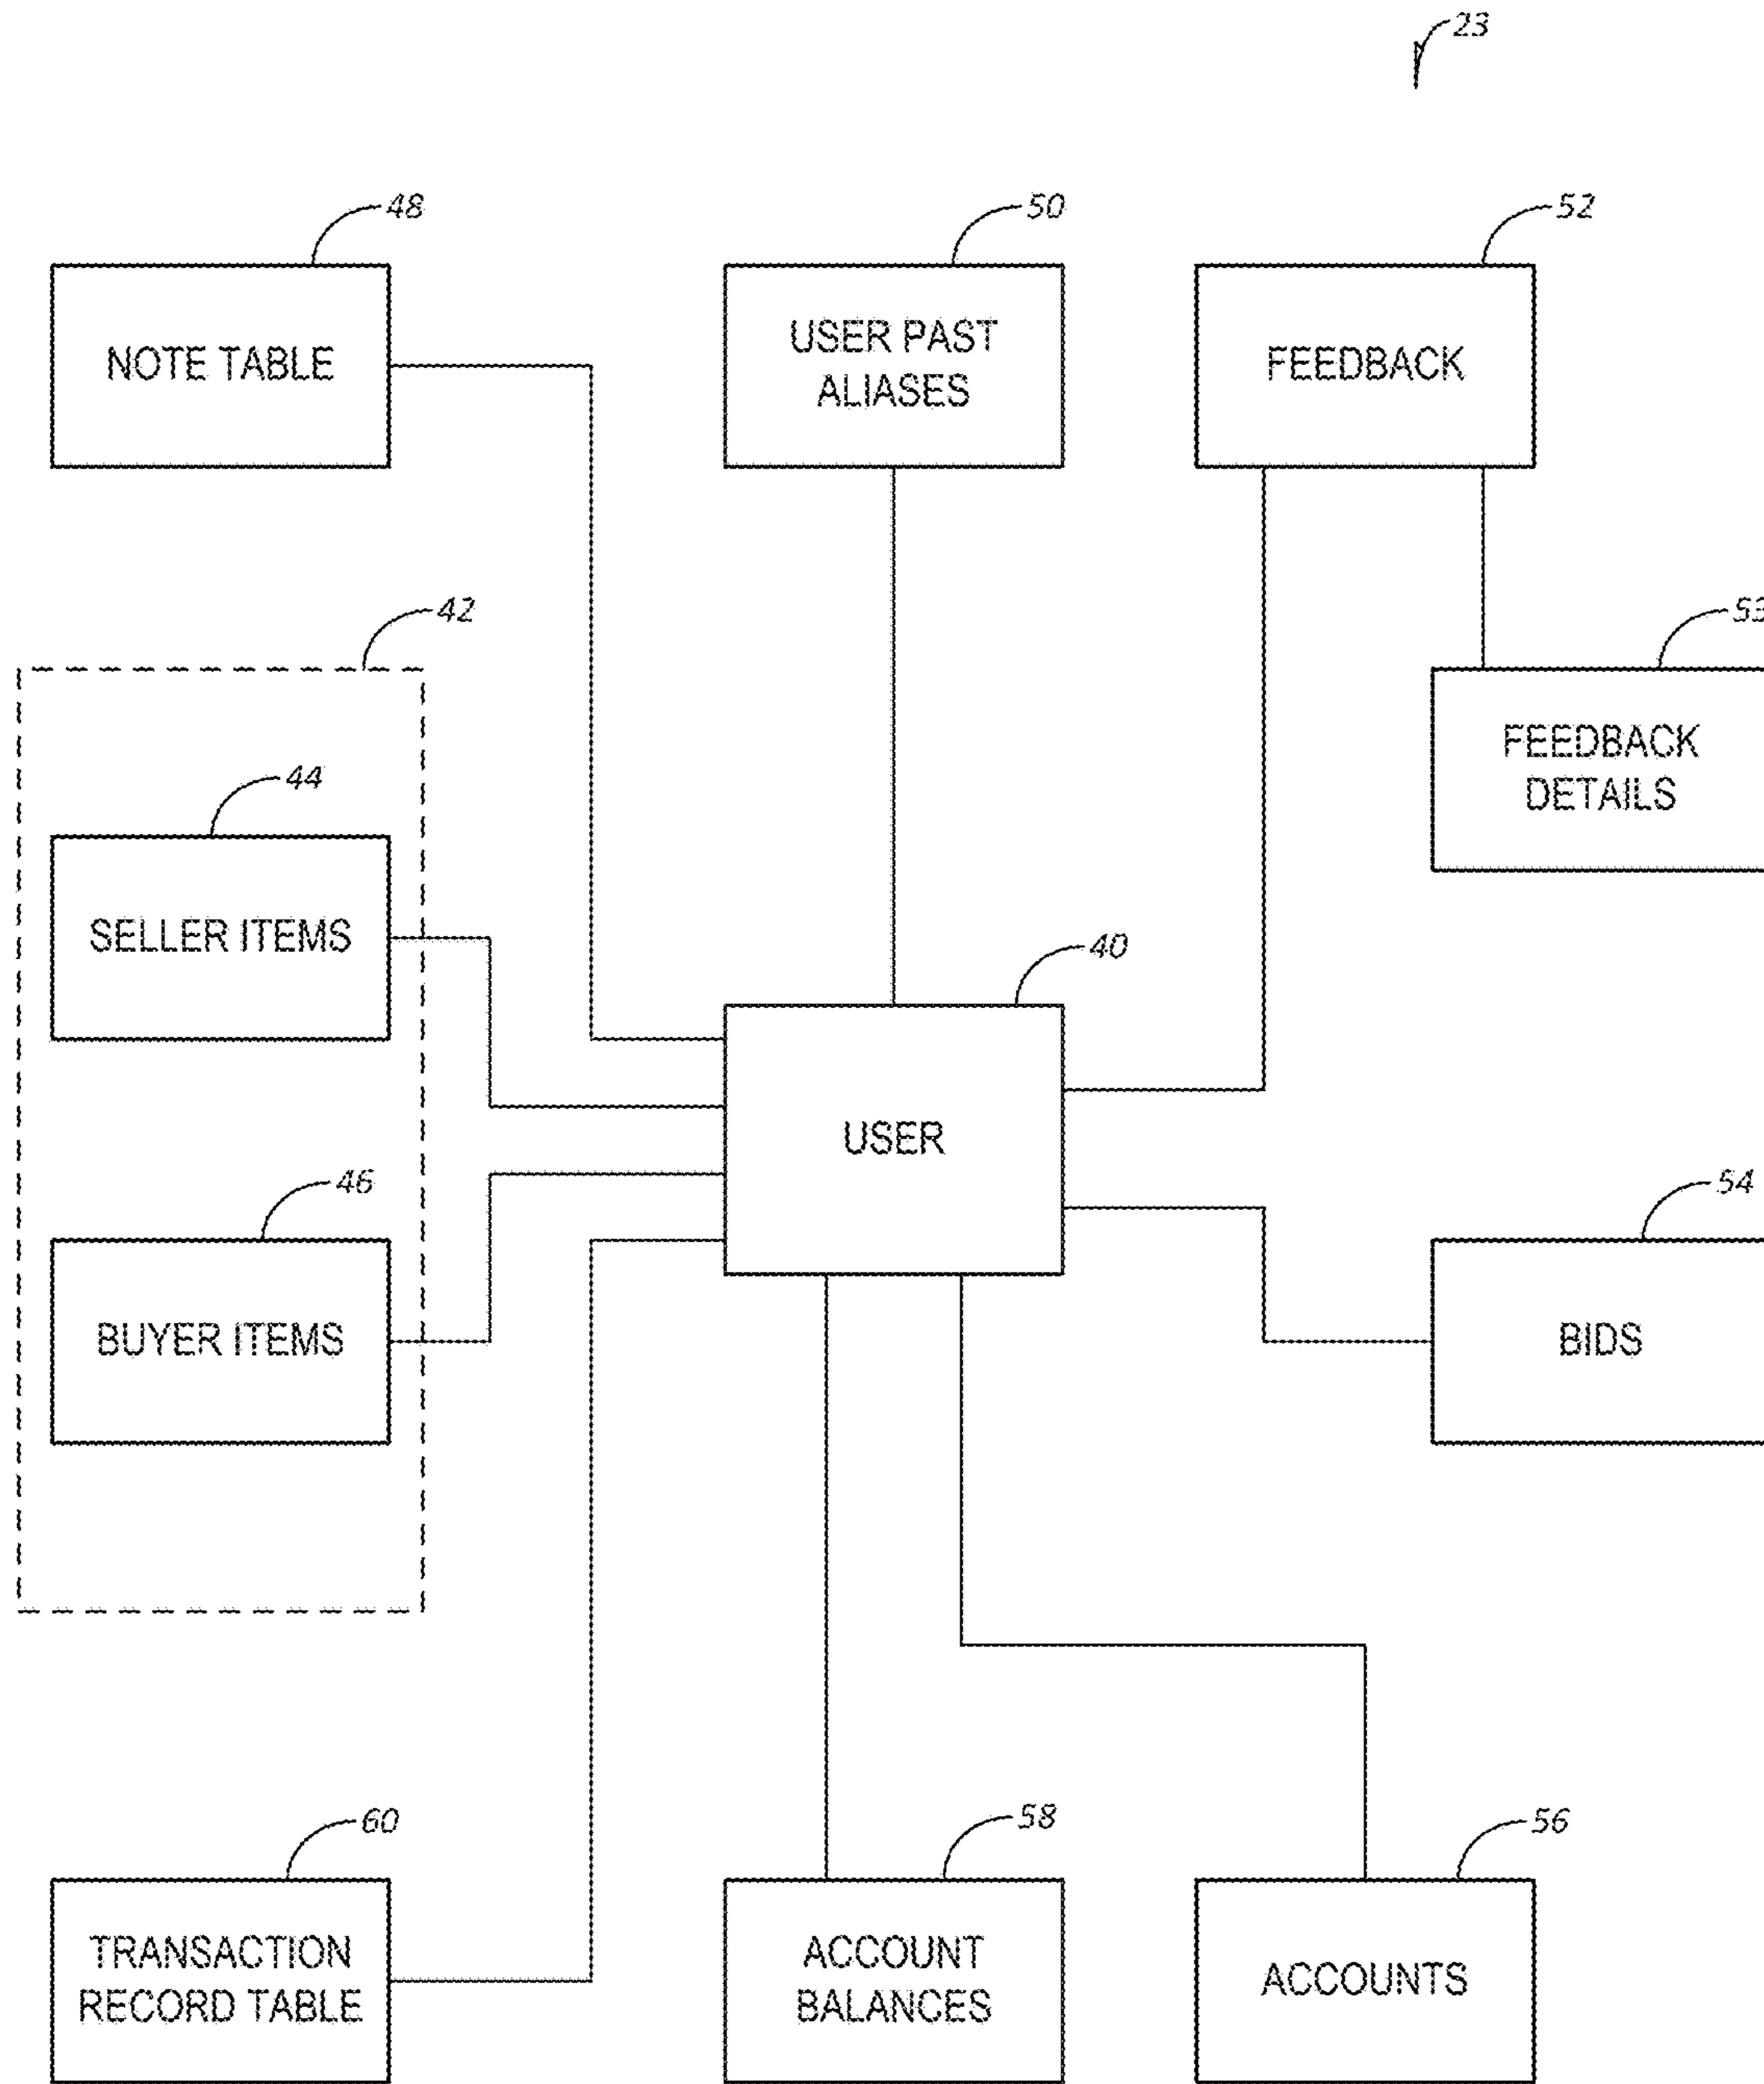 23
48
50
52
NOTE TABLE
USER PAST
ALIASES
FEEDBACK
42
53
FEEDBACK
DETAILS
44
SELLER ITEMS
40
USER
46
BUYER ITEMS
54
BIDS
60
TRANSACTION
RECORD TABLE
58
ACCOUNT
BALANCES
56
ACCOUNTS